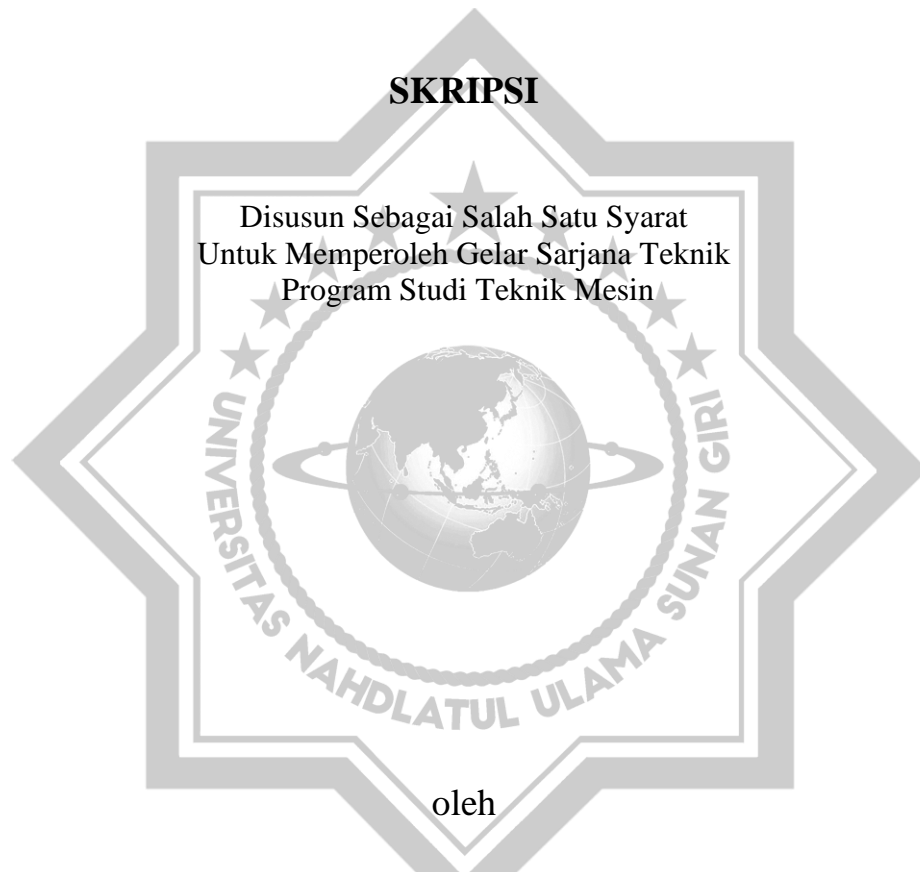 SKRIPSI
Disusun Sebagai Salah Satu Syarat
Untuk Memperoleh Gelar Sarjana Teknik
Program Studi Teknik Mesin
UNIVERSITAS NAHDLATUL ULAMA SUNAN GIRI
oleh